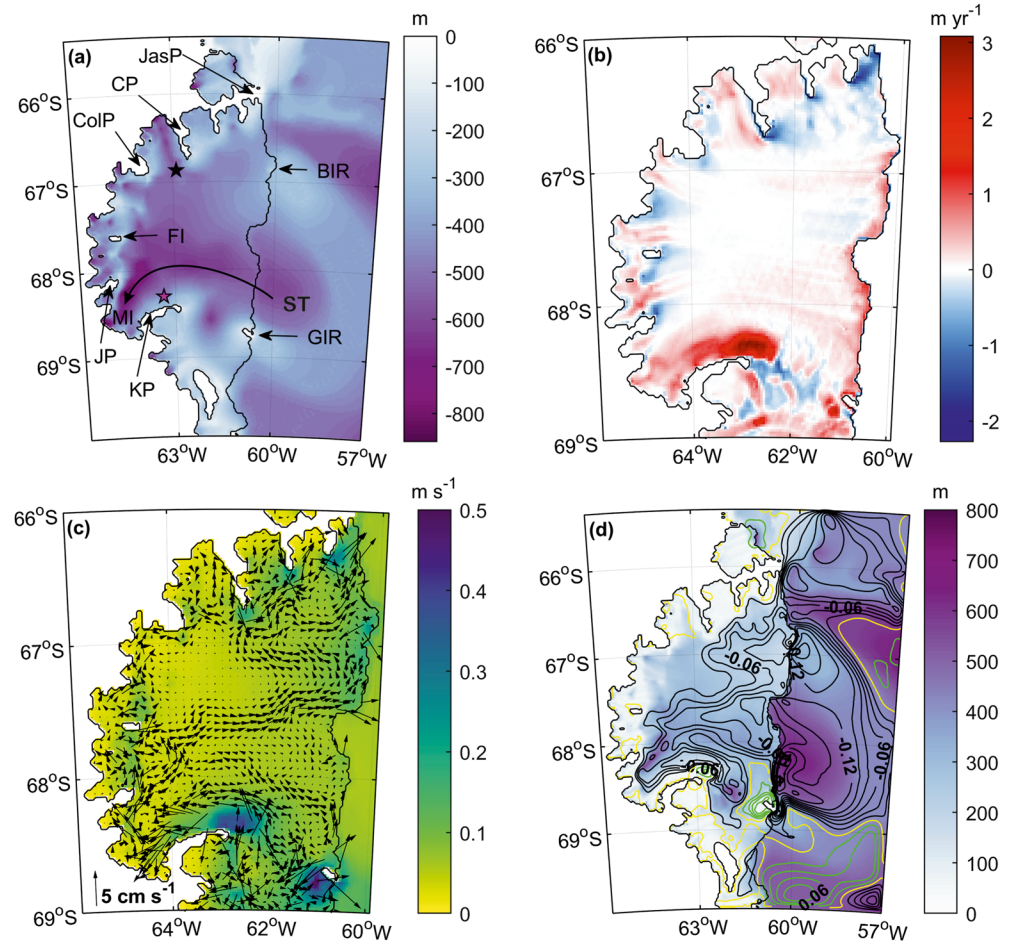 (a)
m
JasP
CP
ColP
BIR
FI
ST
MI
GIR
JP
KP
66°S
67°S
68°S
69°S
63°W
60°W
57°W
0
-100
-200
-300
-400
-500
-600
-700
-800
(b)
m yr⁻¹
66°S
67°S
68°S
69°S
64°W
62°W
60°W
3
2
1
0
-1
-2
(c)
m s⁻¹
66°S
67°S
68°S
69°S
5 cm s⁻¹
64°W
62°W
60°W
0.5
0.4
0.3
0.2
0.1
0
(d)
m
66°S
67°S
68°S
69°S
-0.06
-0.06
-0.12
-0.12
-0.06
-0.06
0.06
63°W
60°W
57°W
800
700
600
500
400
300
200
100
0